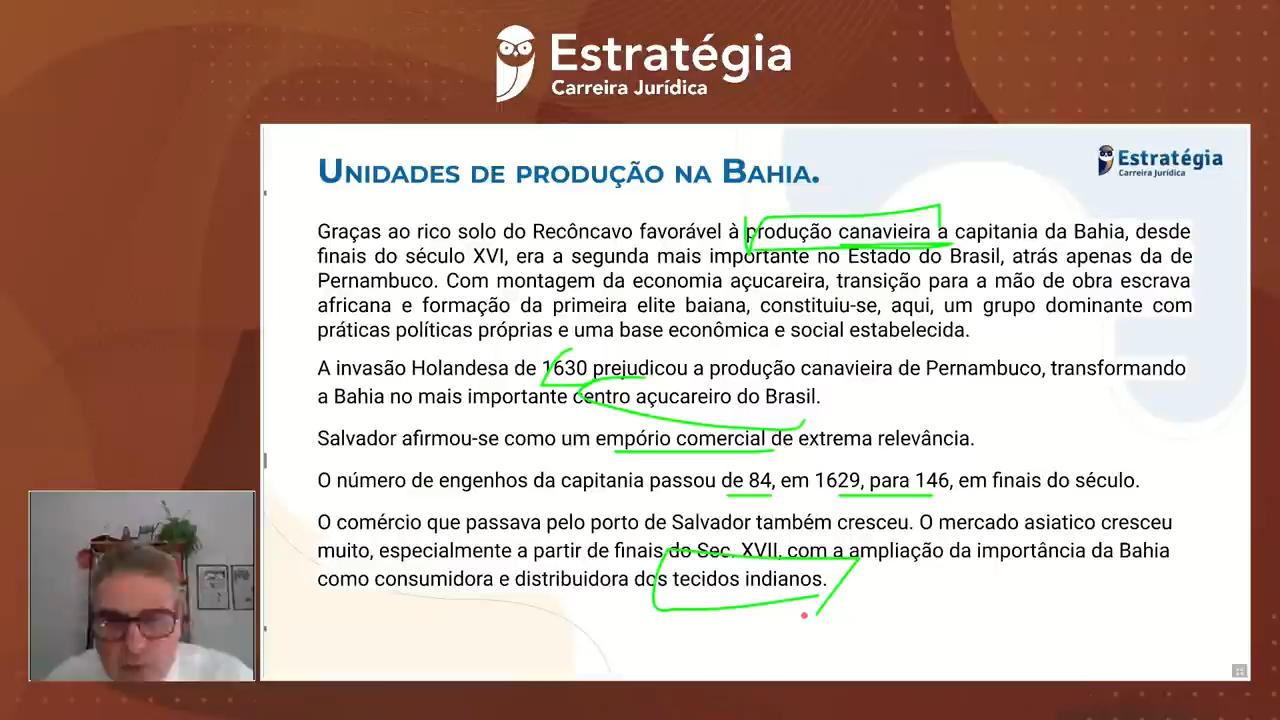 Estratégia
Carreira Jurídica
UNIDADES DE PRODUÇÃO NA BAHIA.
Estratégia
Carreira Jurídica
Graças ao rico solo do Recôncavo favorável à produção canavieira a capitania da Bahia, desde
finais do século XVI, era a segunda mais importante no Estado do Brasil, atrás apenas da de
Pernambuco. Com montagem da economia açucareira, transição para a mão de obra escrava
africana e formação da primeira elite baiana, constituiu-se, aqui, um grupo dominante com
práticas políticas próprias e uma base econômica e social estabelecida.
A invasão Holandesa de 1630 prejudicou a produção canavieira de Pernambuco, transformando
a Bahia no mais importante centro açucareiro do Brasil.
Salvador afirmou-se como um empório comercial de extrema relevância.
O número de engenhos da capitania passou de 84, em 1629, para 146, em finais do século.
O comércio que passava pelo porto de Salvador também cresceu. O mercado asiatico cresceu
muito, especialmente a partir de finais do Sec. XVII, com a ampliação da importância da Bahia
como consumidora e distribuidora dos tecidos indianos.